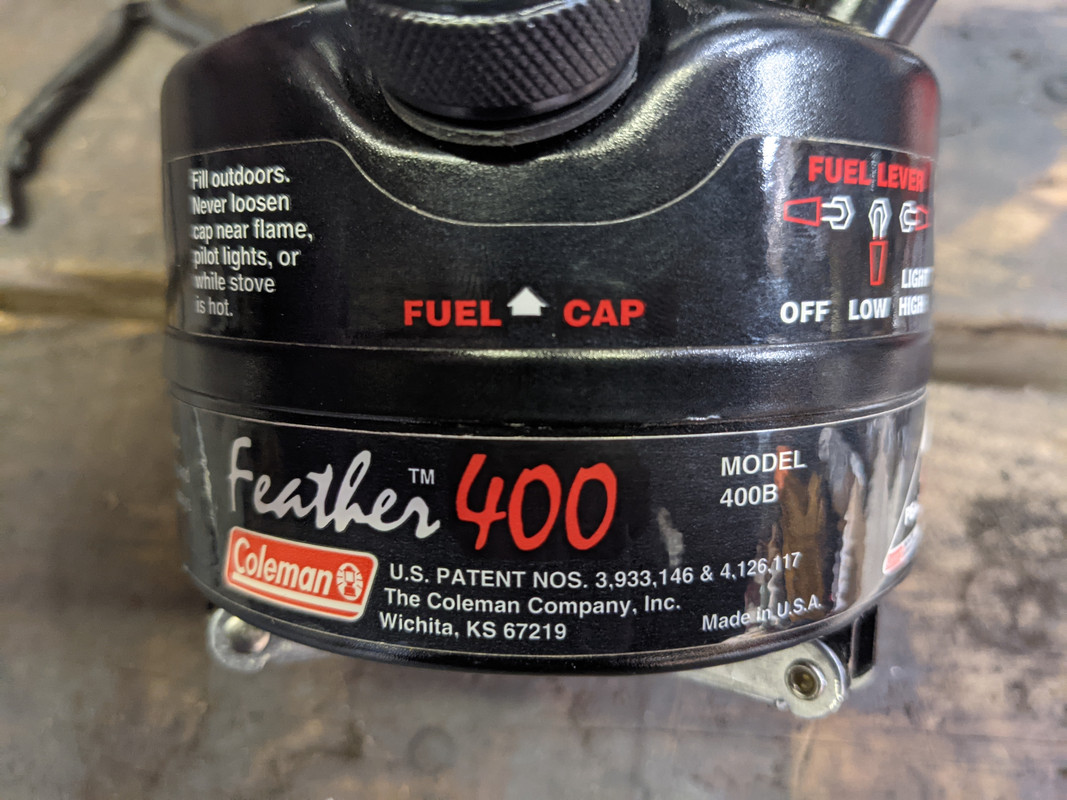 Fill outdoors.
Never loosen
cap near flame,
pilot lights, or
while stove
is hot.
FUEL CAP
FUEL LEVER
LIGHT
OFF LOW HIGH
Feather™ 400
MODEL
400B
Coleman
U.S. PATENT NOS. 3,933,146 & 4,126,117
The Coleman Company, Inc.
Wichita, KS 67219
Made in U.S.A.